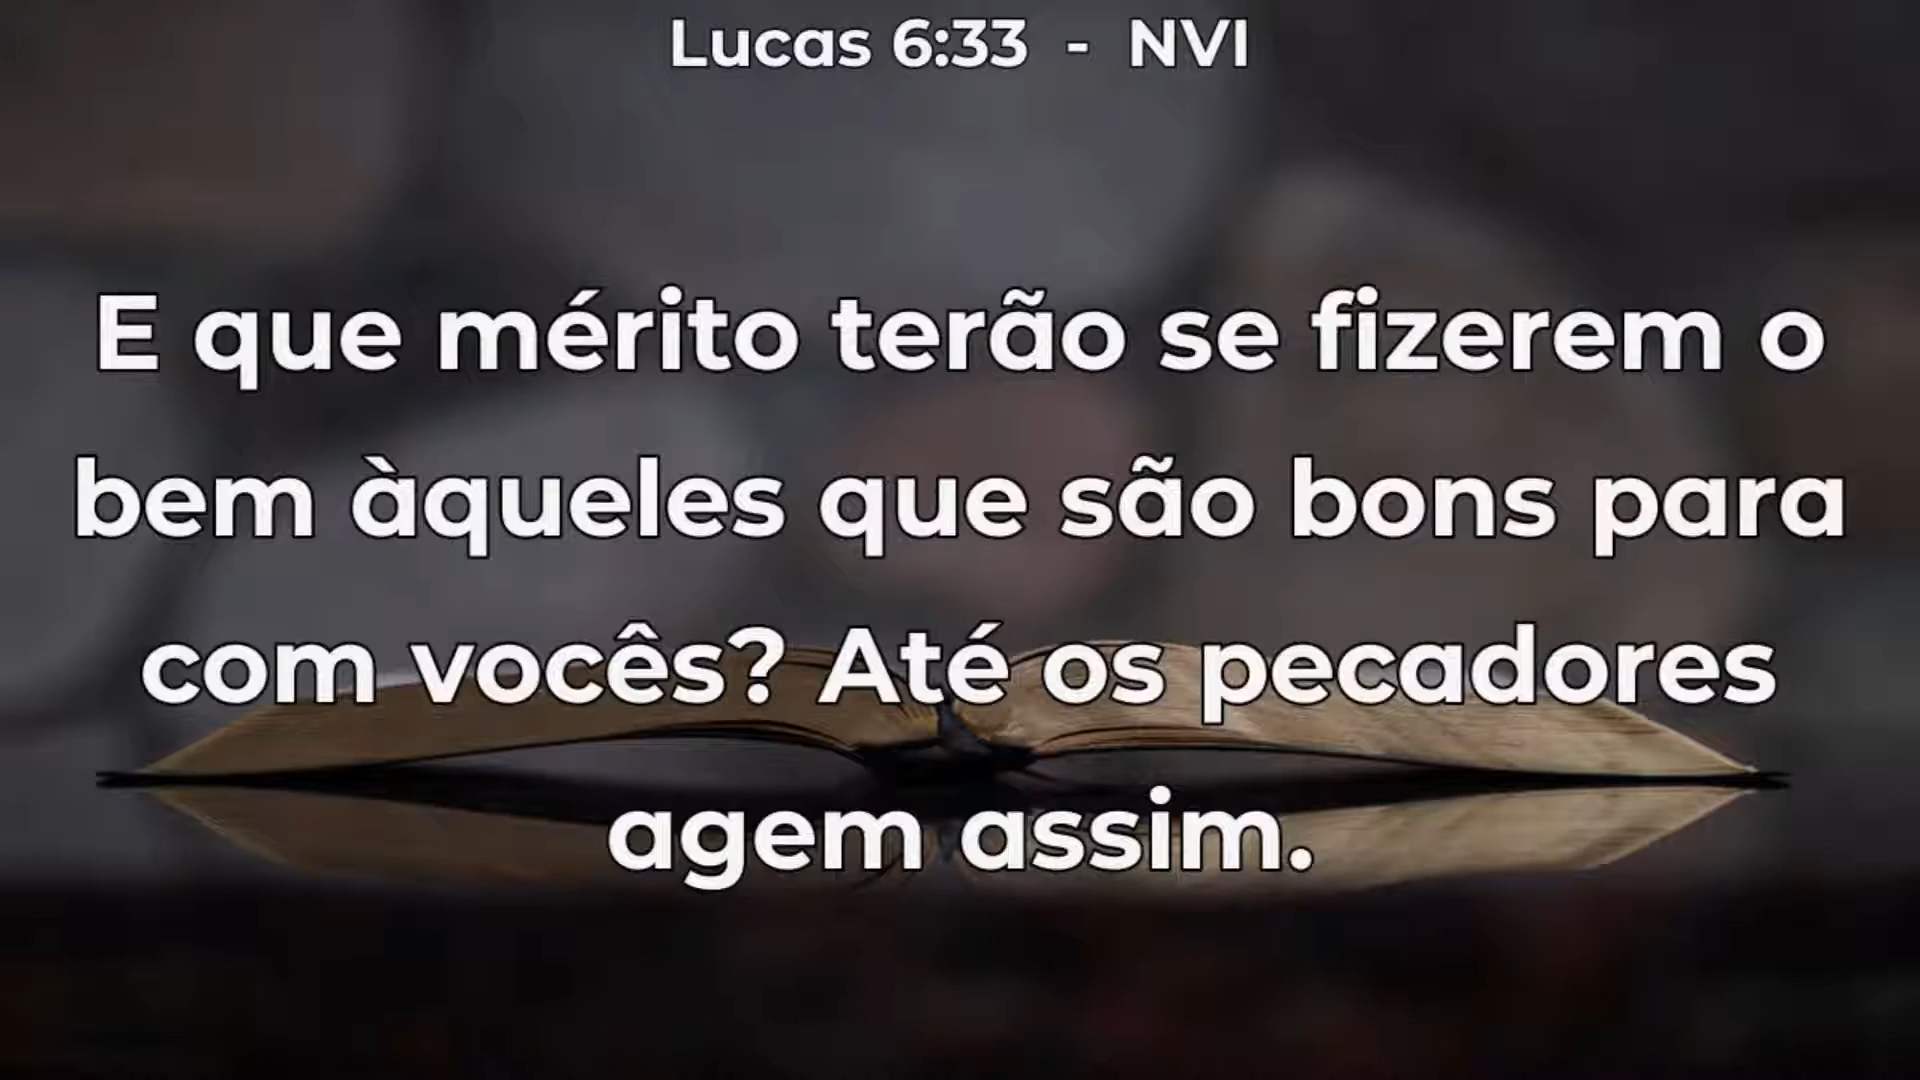 Lucas 6:33 - NVI
E que mérito terão se fizerem o
bem àqueles que são bons para
com vocês? Até os pecadores
agem assim.